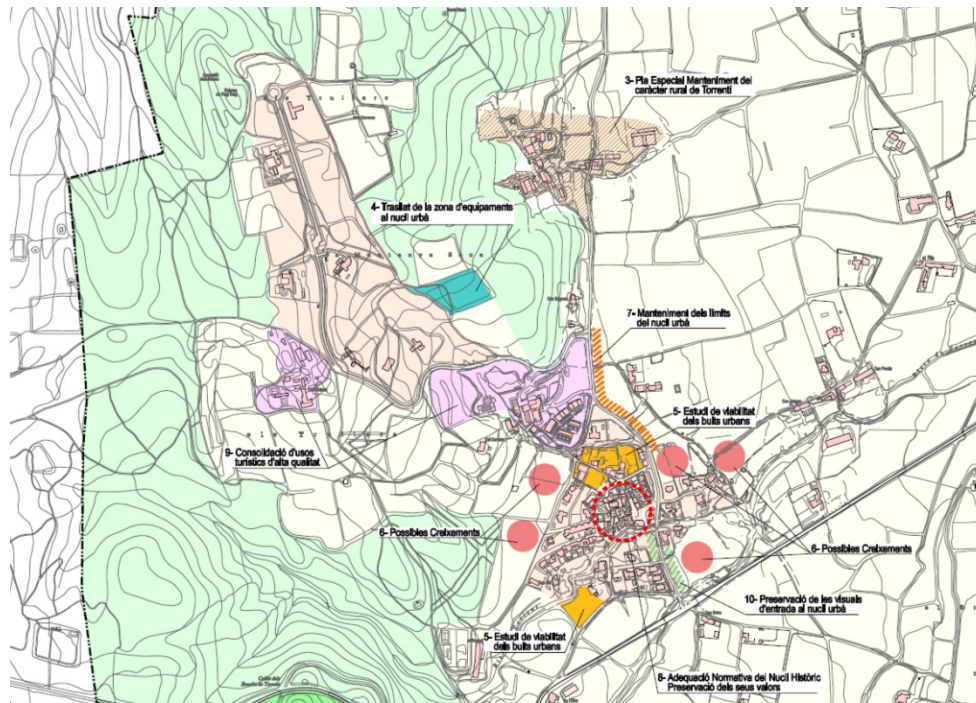 3- Pla Especial Manteniment del
caràcter rural de Torrentí
4- Trasllat de la zona d'equipaments
al nucli urbà
7- Manteniment dels límits
del nucli urbà
5- Estudi de viabilitat
dels buits urbans
9- Consolidació d'usos
turístics d'alta qualitat
6- Possibles Creixements
6- Possibles Creixements
10- Preservació de les visuals
d'entrada al nucli urbà
5- Estudi de viabilitat
dels buits urbans
8- Adequació Normativa del Nucli Històric
Preservació dels seus valors